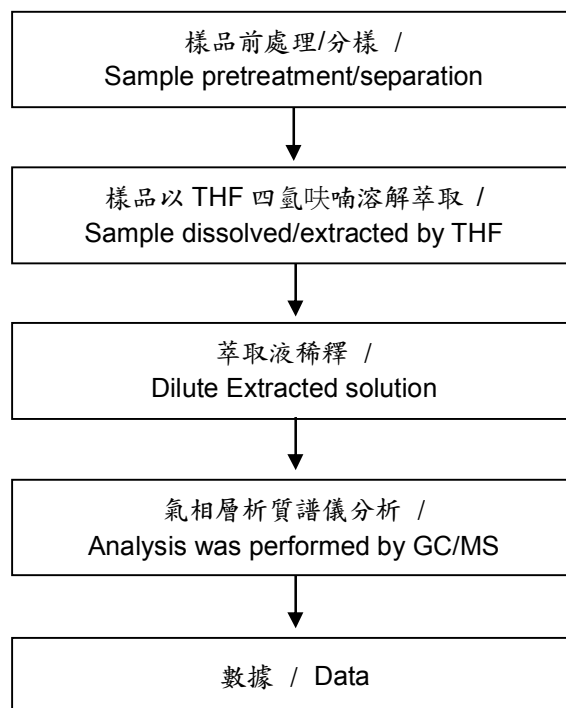 樣品前處理/分樣 /
Sample pretreatment/separation
樣品以 THF 四氫呋喃溶解萃取 /
Sample dissolved/extracted by THF
萃取液稀釋 /
Dilute Extracted solution
氣相層析質譜儀分析 /
Analysis was performed by GC/MS
數據 / Data